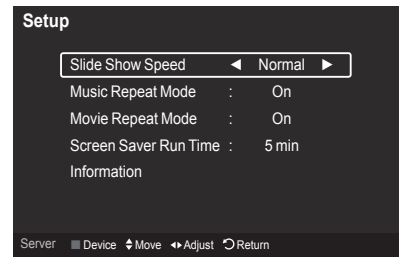 Setup
Slide Show Speed ◀ Normal ▶
Music Repeat Mode : On
Movie Repeat Mode : On
Screen Saver Run Time : 5 min
Information
Server Device Move Adjust Return